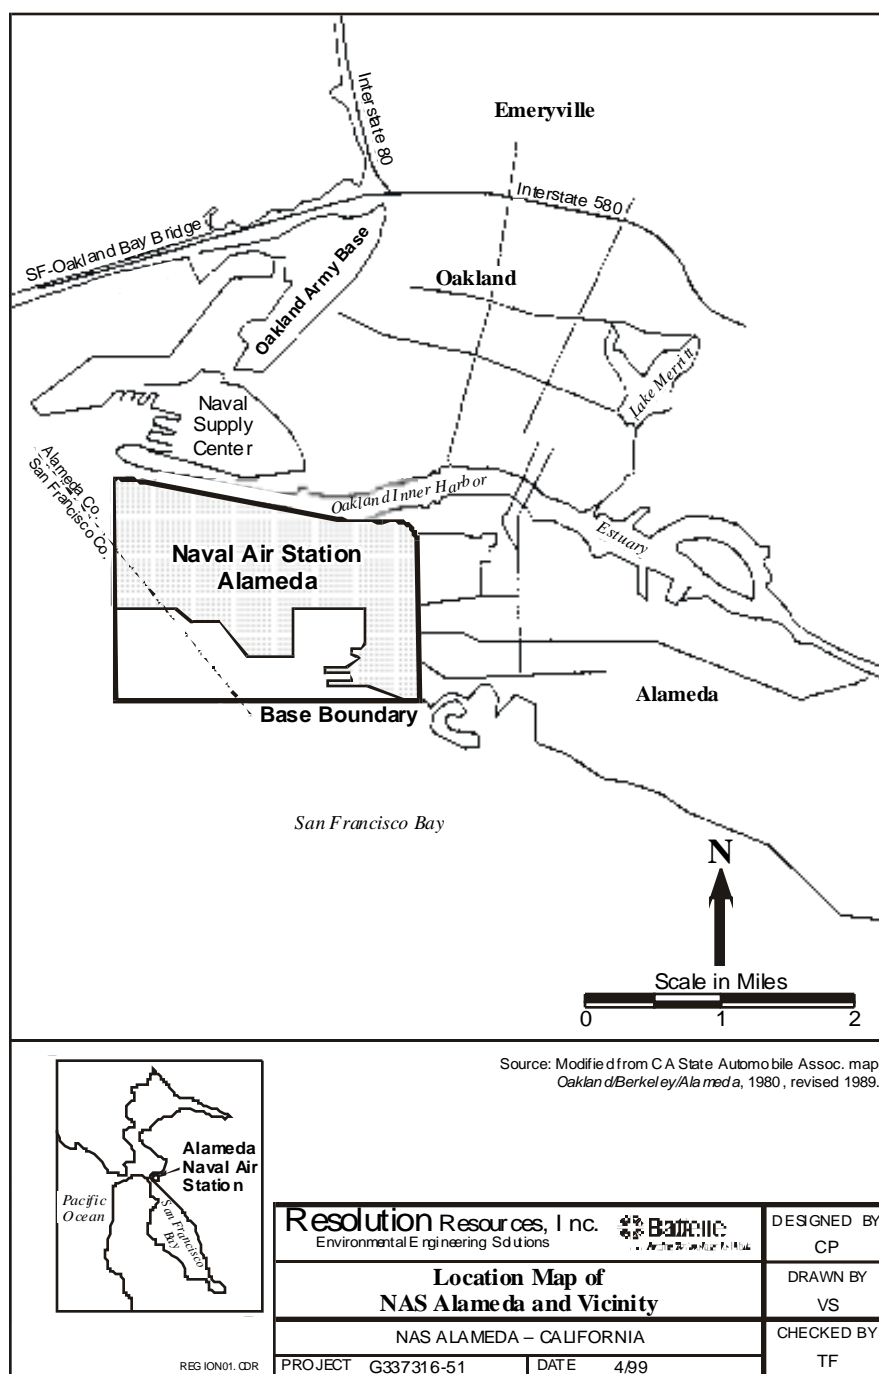 Emeryville
Interstate 80
Interstate 580
SF-Oakland Bay Bridge
Oakland Army Base
Oakland
Lake Merritt
Naval
Supply
Center
Alameda Co.
San Francisco Co.
Oakland Inner Harbor
Estuary
Naval Air Station
Alameda
Alameda
Base Boundary
San Francisco Bay
N
Scale in Miles
0 1 2
Source: Modified from CA State Automobile Assoc. map
Oakland/Berkeley/Alameda, 1980, revised 1989.
Alameda
Naval Air
Station
Pacific
Ocean
San Francisco
Bay
REGION01.CDR
Resolution Resources, Inc.
Environmental Engineering Solutions
Battelle
Location Map of
NAS Alameda and Vicinity
NAS ALAMEDA – CALIFORNIA
PROJECT G337316-51
DATE 4/99
DESIGNED BY
CP
DRAWN BY
VS
CHECKED BY
TF